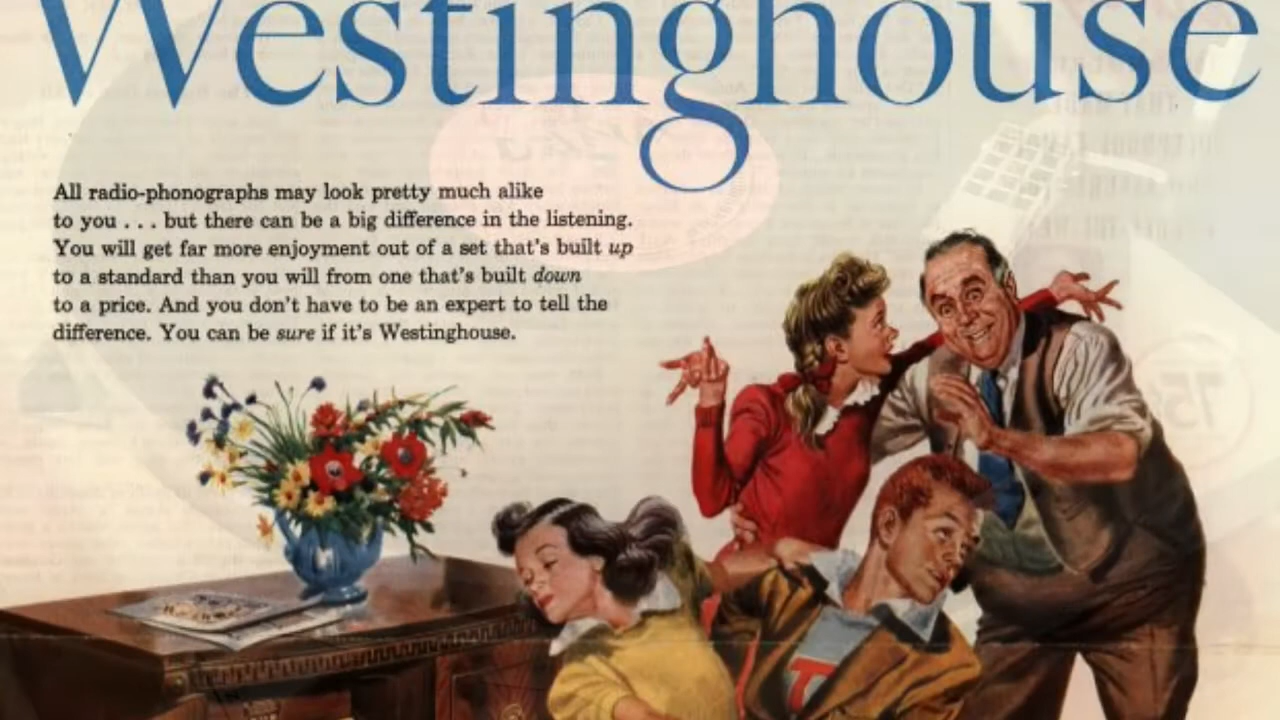 Westinghouse
All radio-phonographs may look pretty much alike
to you . . . but there can be a big difference in the listening.
You will get far more enjoyment out of a set that's built up
to a standard than you will from one that's built down
to a price. And you don't have to be an expert to tell the
difference. You can be sure if it's Westinghouse.
T